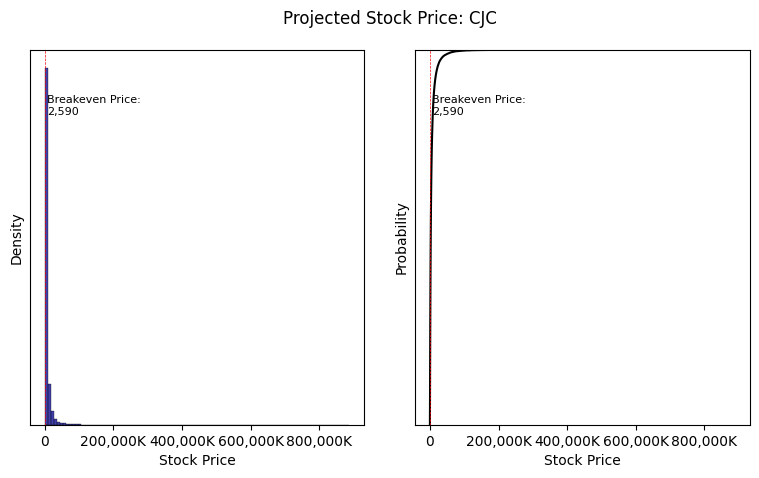 Projected Stock Price: CJC
Breakeven Price:
2,590
Density
0
200,000K
400,000K
600,000K
800,000K
Stock Price
Breakeven Price:
2,590
Probability
0
200,000K
400,000K
600,000K
800,000K
Stock Price